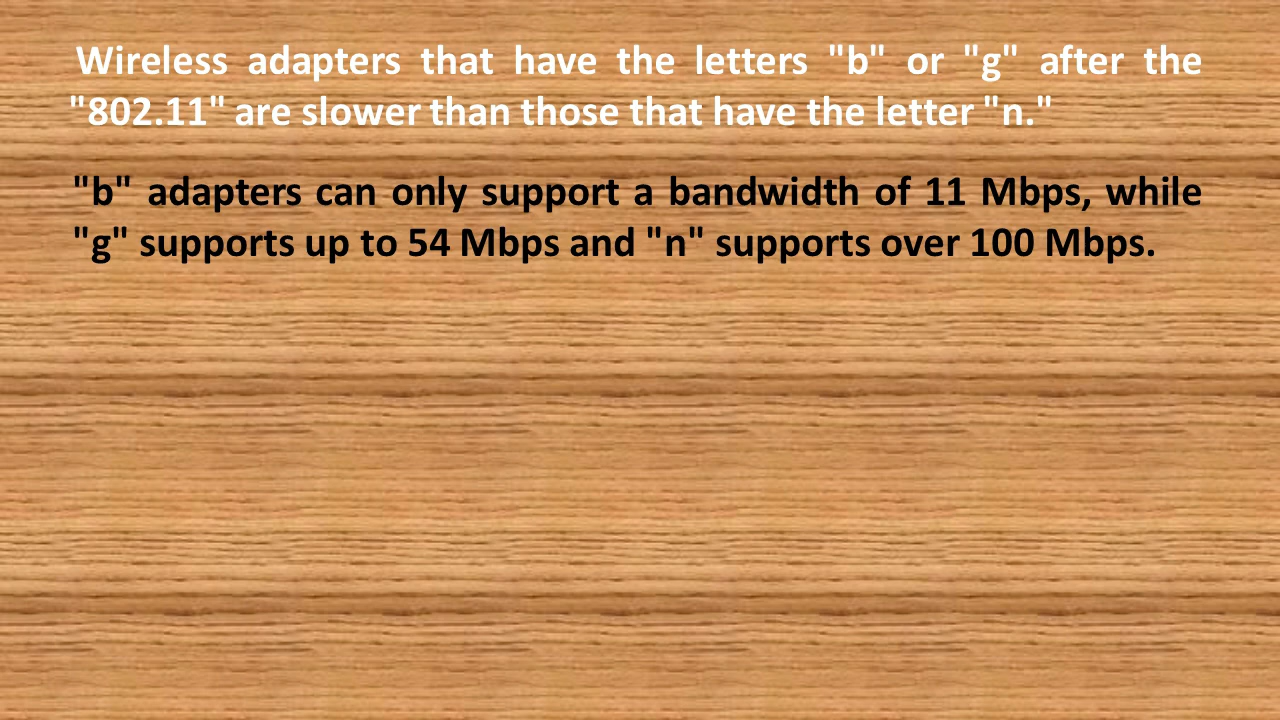 Wireless adapters that have the letters "b" or "g" after the
"802.11" are slower than those that have the letter "n."
"b" adapters can only support a bandwidth of 11 Mbps, while
"g" supports up to 54 Mbps and "n" supports over 100 Mbps.